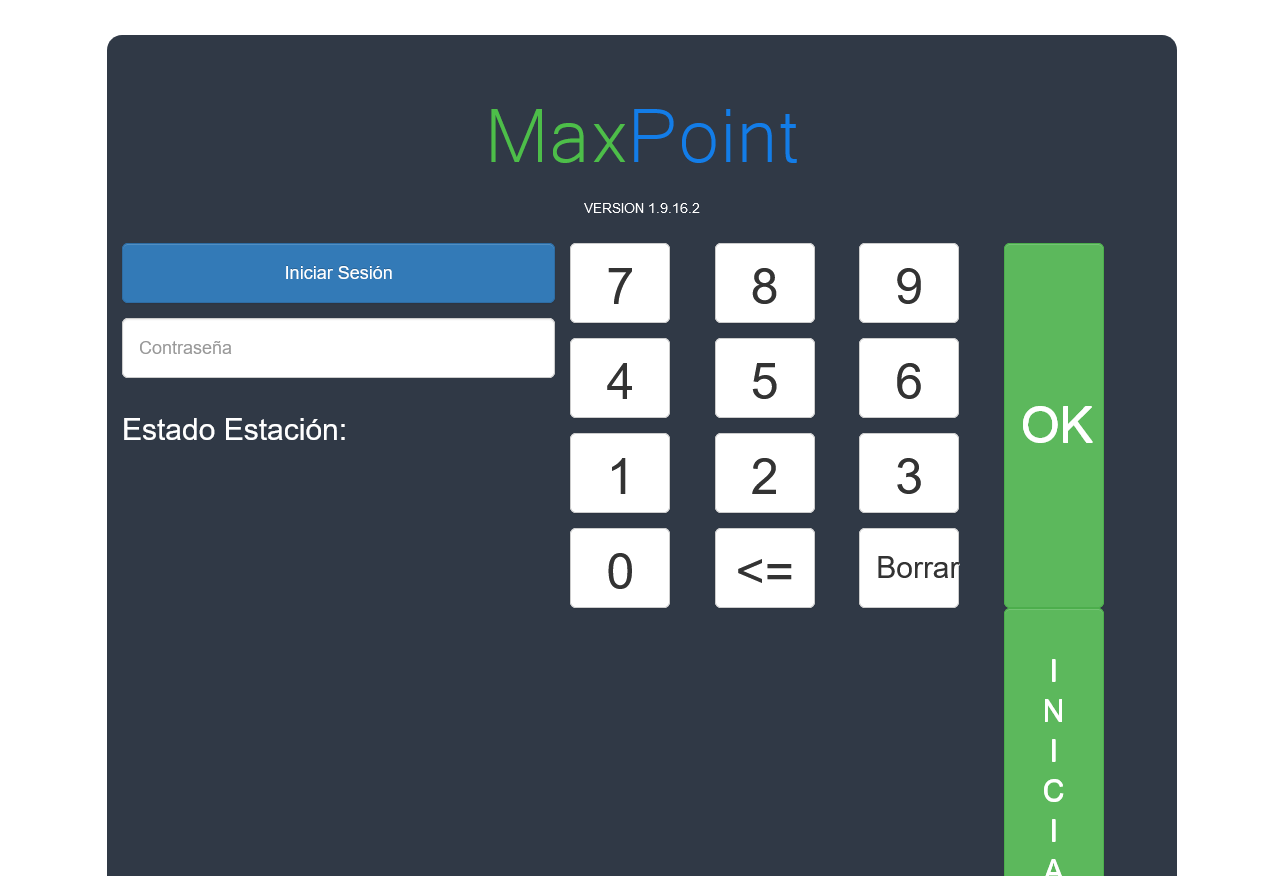 MaxPoint
VERSION 1.9.16.2
Iniciar Sesión
Contraseña
Estado Estación:
7 8 9
4 5 6
1 2 3
0 <= Borrar
OK
I
N
I
C
I
A